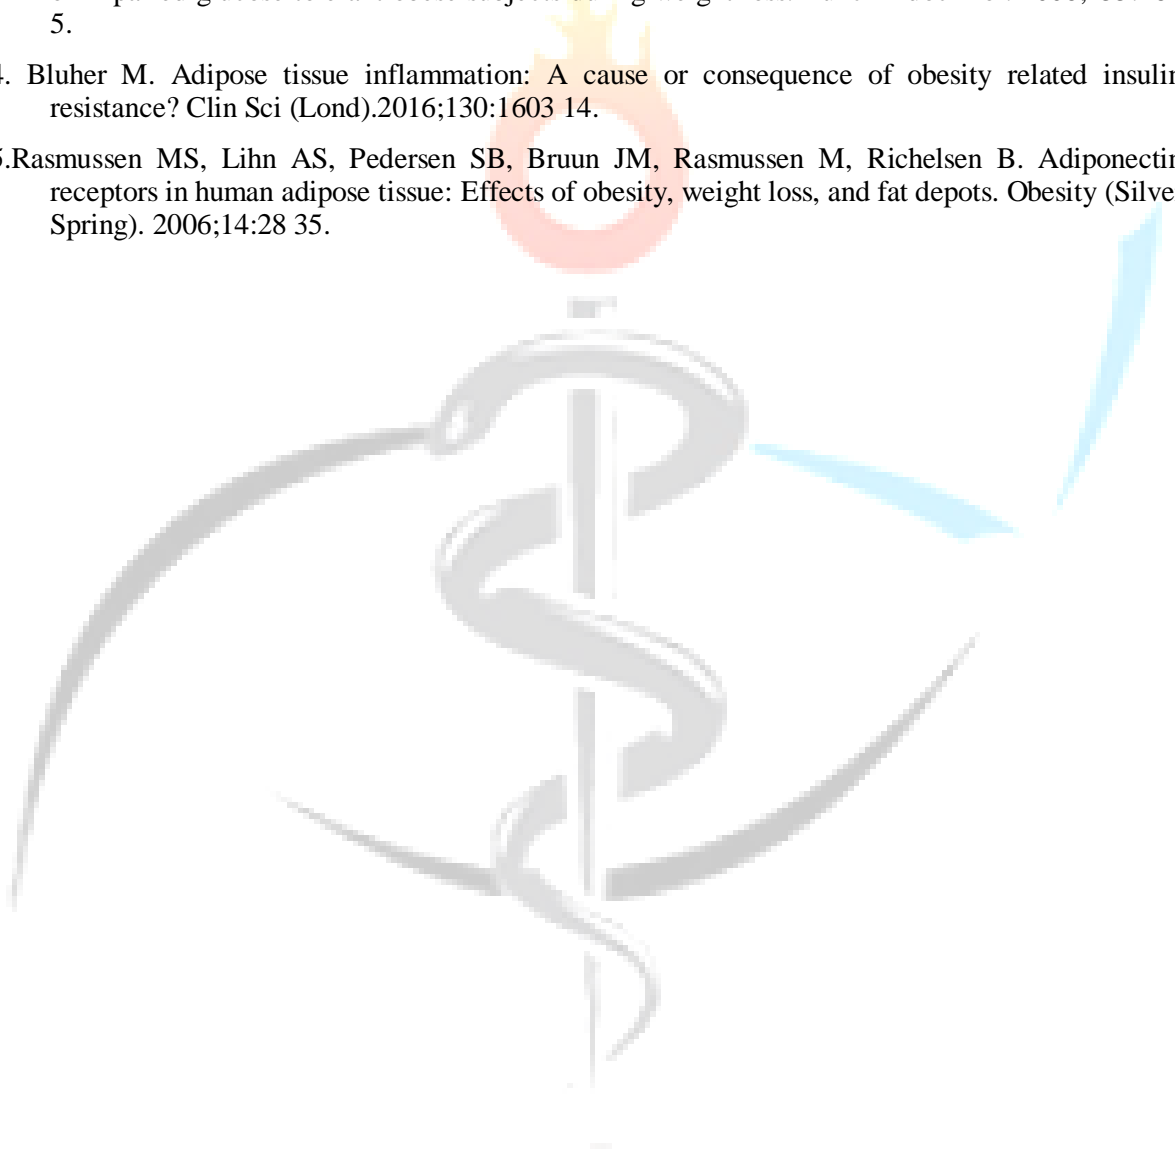 5.
4. Bluher M. Adipose tissue inflammation: A cause or consequence of obesity related insulin
resistance? Clin Sci (Lond).2016;130:1603 14.
5.Rasmussen MS, Lihn AS, Pedersen SB, Bruun JM, Rasmussen M, Richelsen B. Adiponectin
receptors in human adipose tissue: Effects of obesity, weight loss, and fat depots. Obesity (Silve
Spring). 2006;14:28 35.